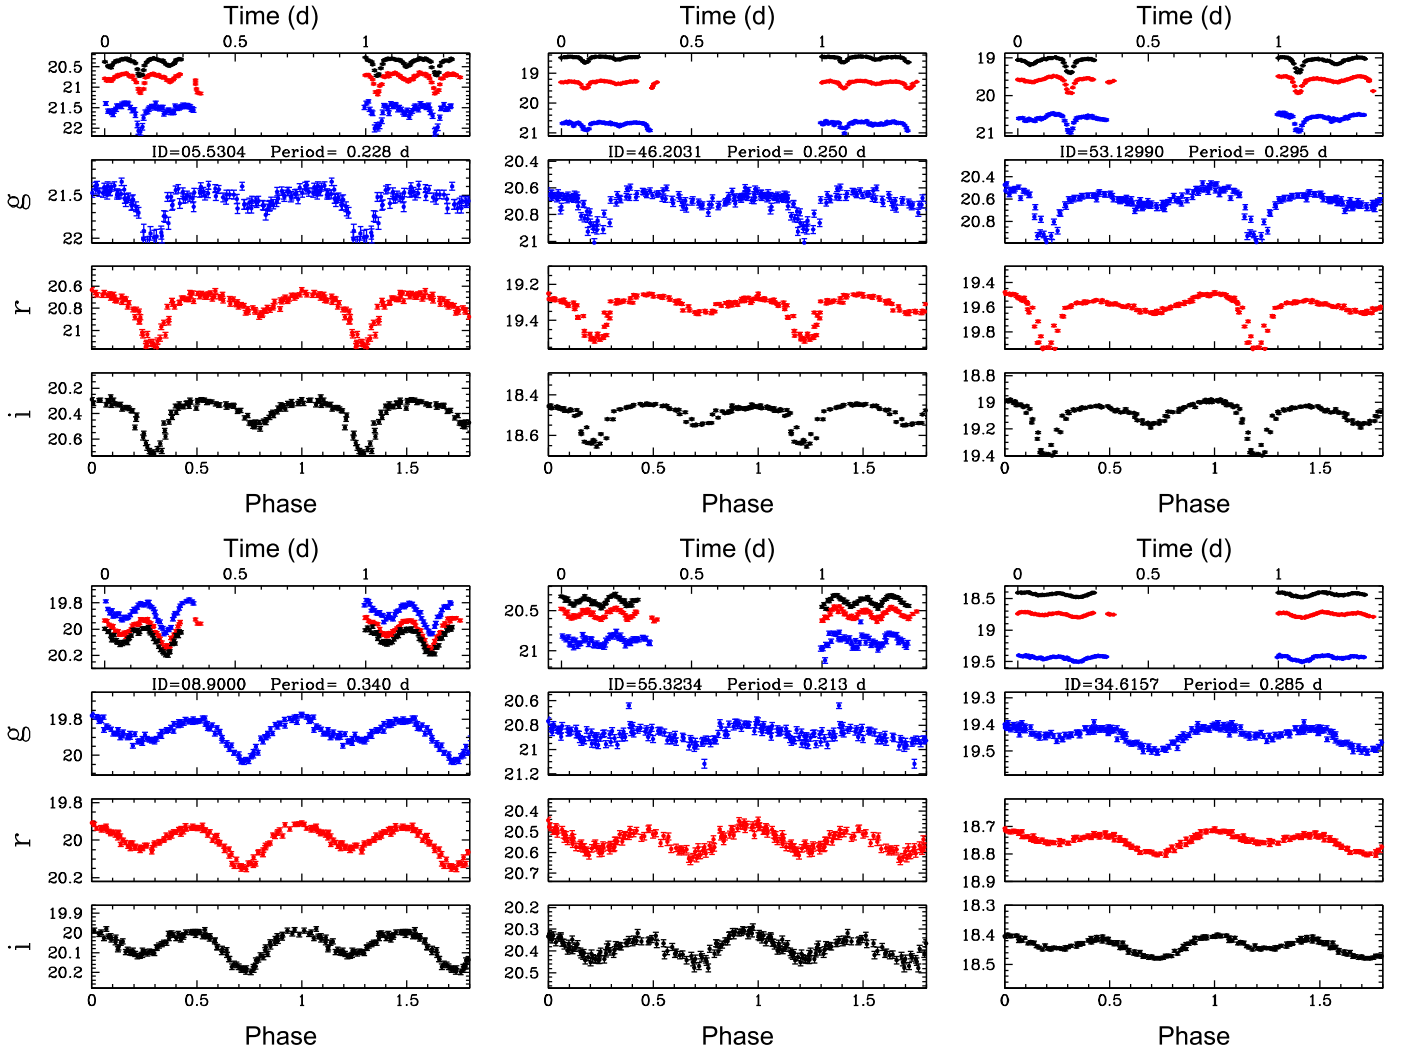 Time (d) Time (d) Time (d)
0 0.5 1 0 0.5 1 0 0.5 1
20.5 21 21.5 22 19 20 21 19 20 21
ID=05.5304 Period= 0.228 d ID=46.2031 Period= 0.250 d ID=53.12990 Period= 0.295 d
g 21.5 22 20.4 20.6 20.8 21 20.4 20.6 20.8
r 20.6 20.8 21 19.2 19.4 19.4 19.6 19.8
i 20.2 20.4 20.6 18.4 18.6 18.8 19 19.2 19.4
0 0.5 1 1.5 0 0.5 1 1.5 0 0.5 1 1.5
Phase Phase Phase
Time (d) Time (d) Time (d)
0 0.5 1 0 0.5 1 0 0.5 1
19.8 20 20.2 20.5 21 18.5 19 19.5
ID=08.9000 Period= 0.340 d ID=55.3234 Period= 0.213 d ID=34.6157 Period= 0.285 d
g 19.8 20 20.6 20.8 21 21.2 19.3 19.4 19.5
r 19.8 20 20.2 20.4 20.5 20.6 20.7 18.7 18.8 18.9
i 19.9 20 20.1 20.2 20.2 20.3 20.4 20.5 18.3 18.4 18.5
0 0.5 1 1.5 0 0.5 1 1.5 0 0.5 1 1.5
Phase Phase Phase